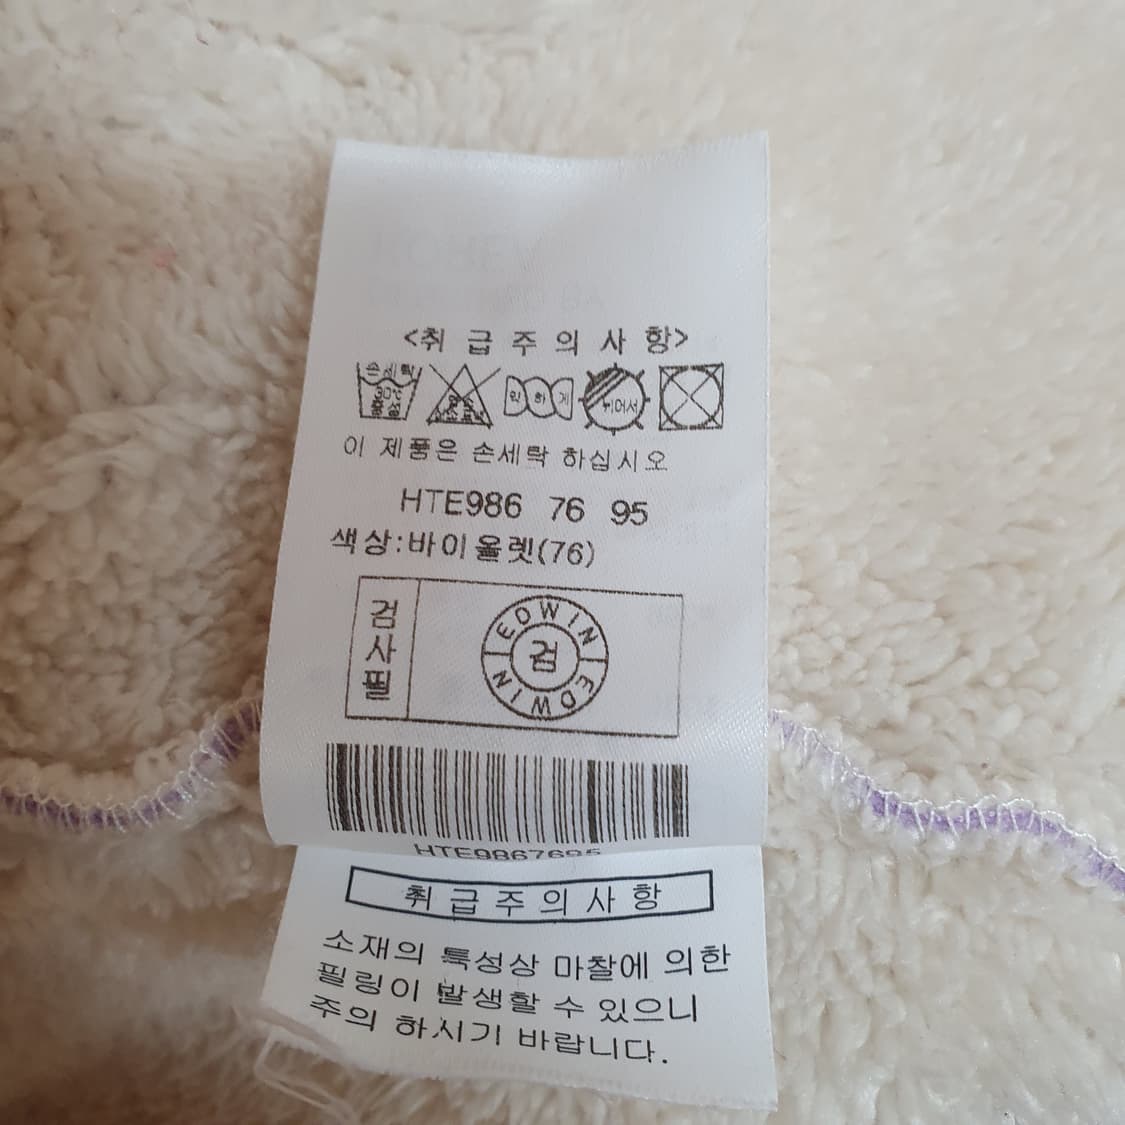 <취급주의사항>
손세탁
30℃
중성
약하게
뉘어서
이 제품은 손세탁 하십시오
HTE986 76 95
색상:바이올렛(76)
검사필
EDWIN
검
EDWIN
HTE9867695
취급주의사항
소재의 특성상 마찰에 의한
필링이 발생할 수 있으니
주의 하시기 바랍니다.